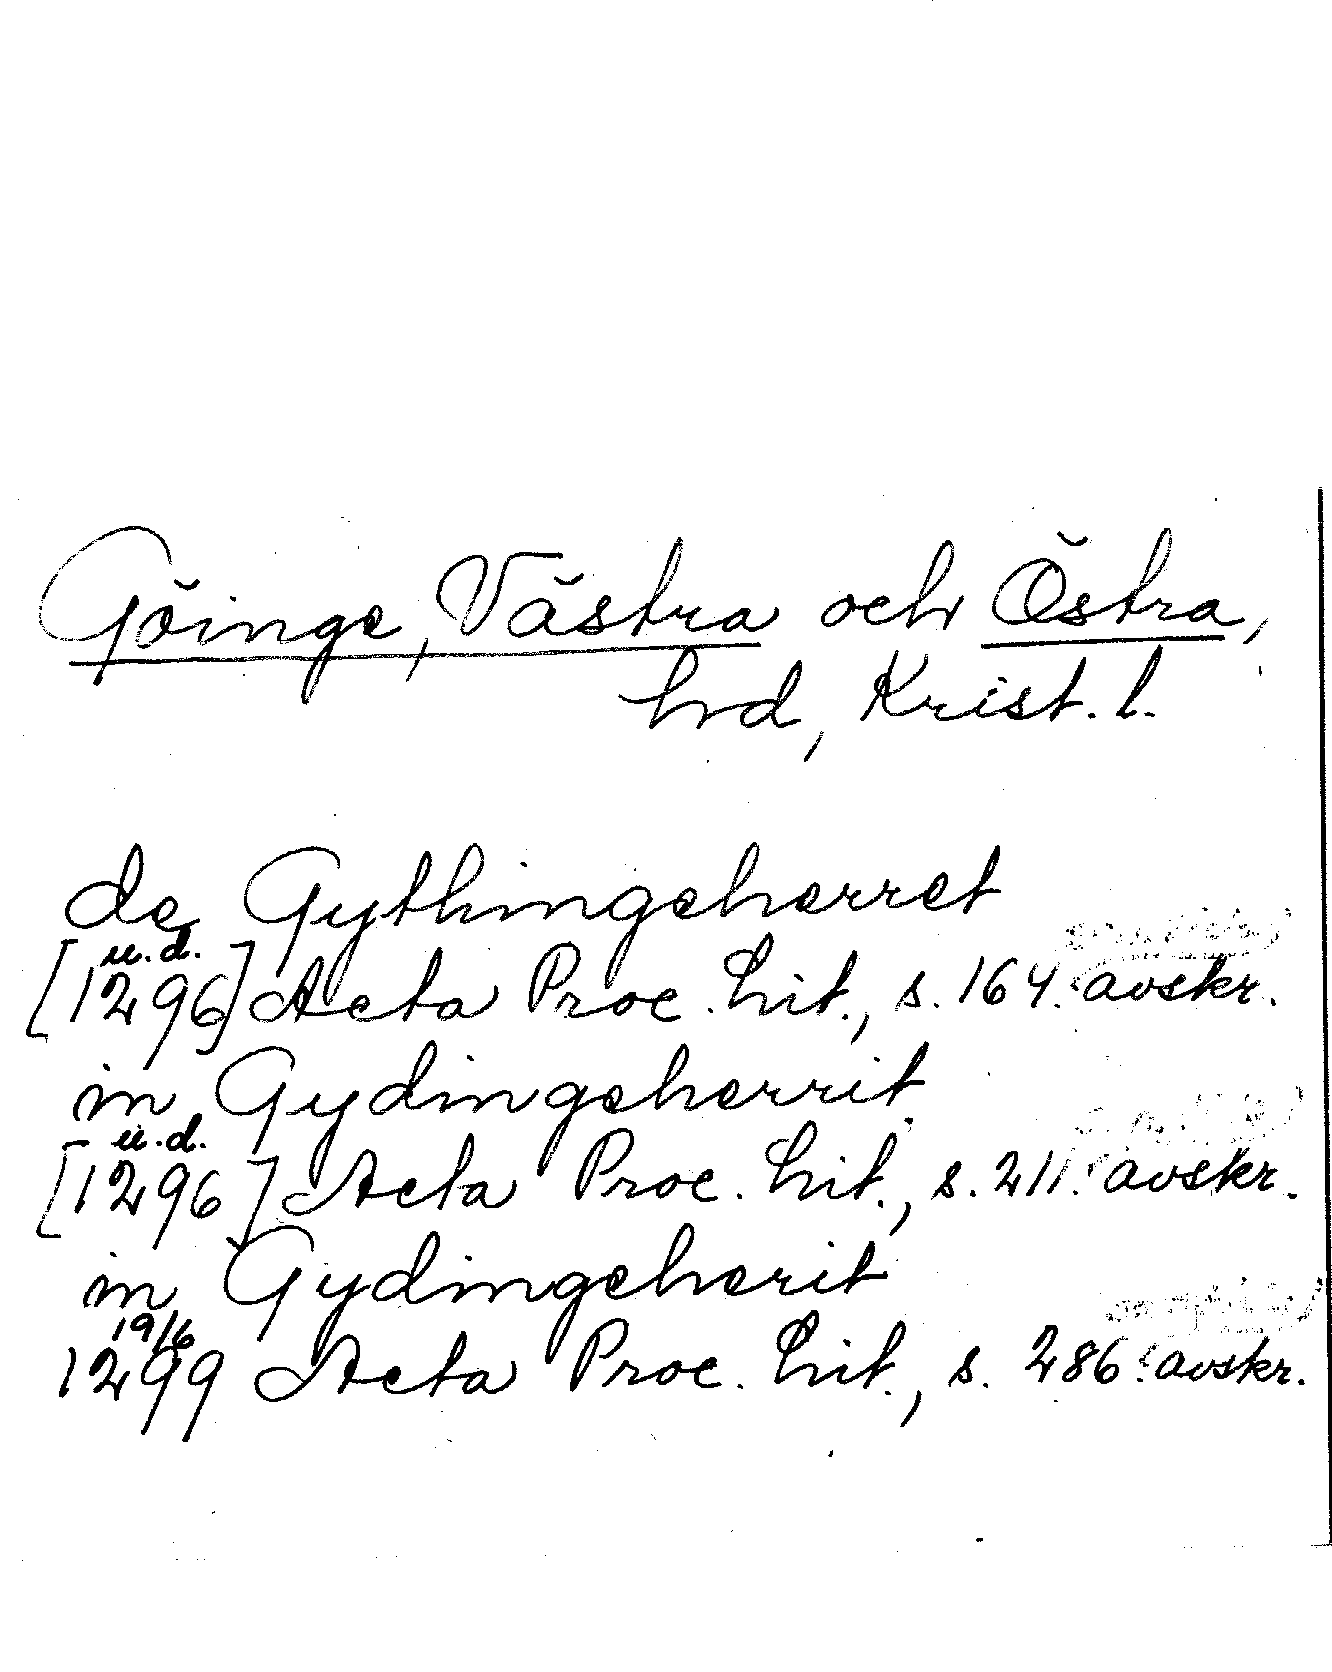 Göinge, Västra och Östra,
hrd, Krist. l.
de Gythingeherret
u.d.
[1296] Acta Proc. Lit., s. 164. avskr.
in Gydingeherrit
u.d.
[1296] Acta Proc. Lit., s. 211. avskr.
in Gydingeherit
19/6
1299 Acta Proc. Lit., s. 286. avskr.